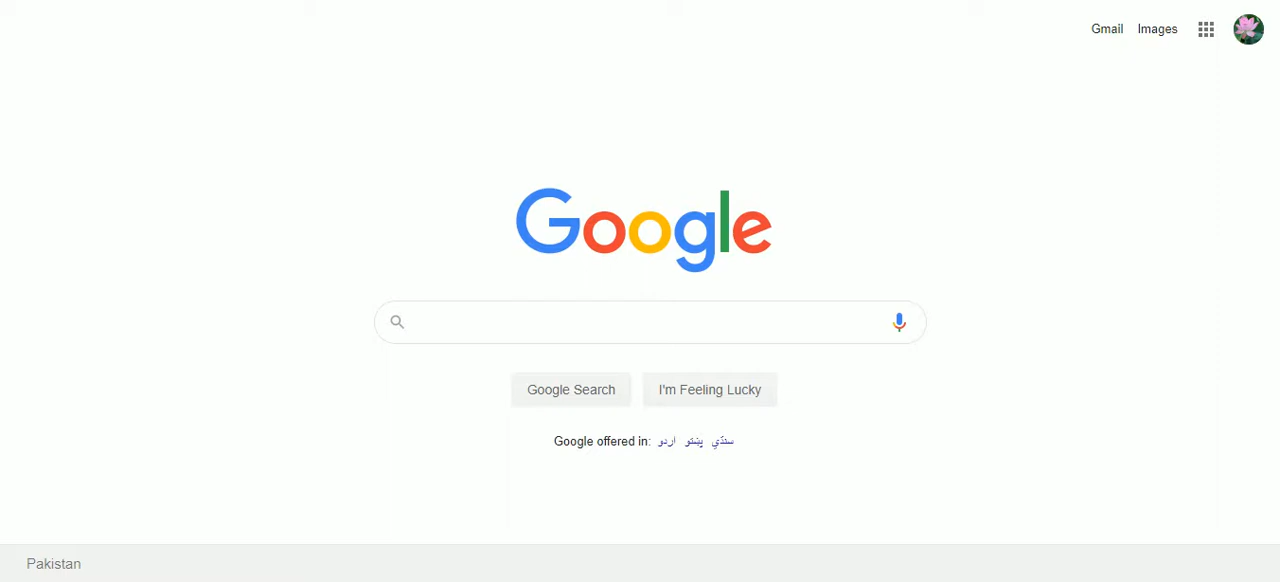 Gmail Images
Google
Google Search I'm Feeling Lucky
Google offered in: اردو پښتو سنڌي
Pakistan